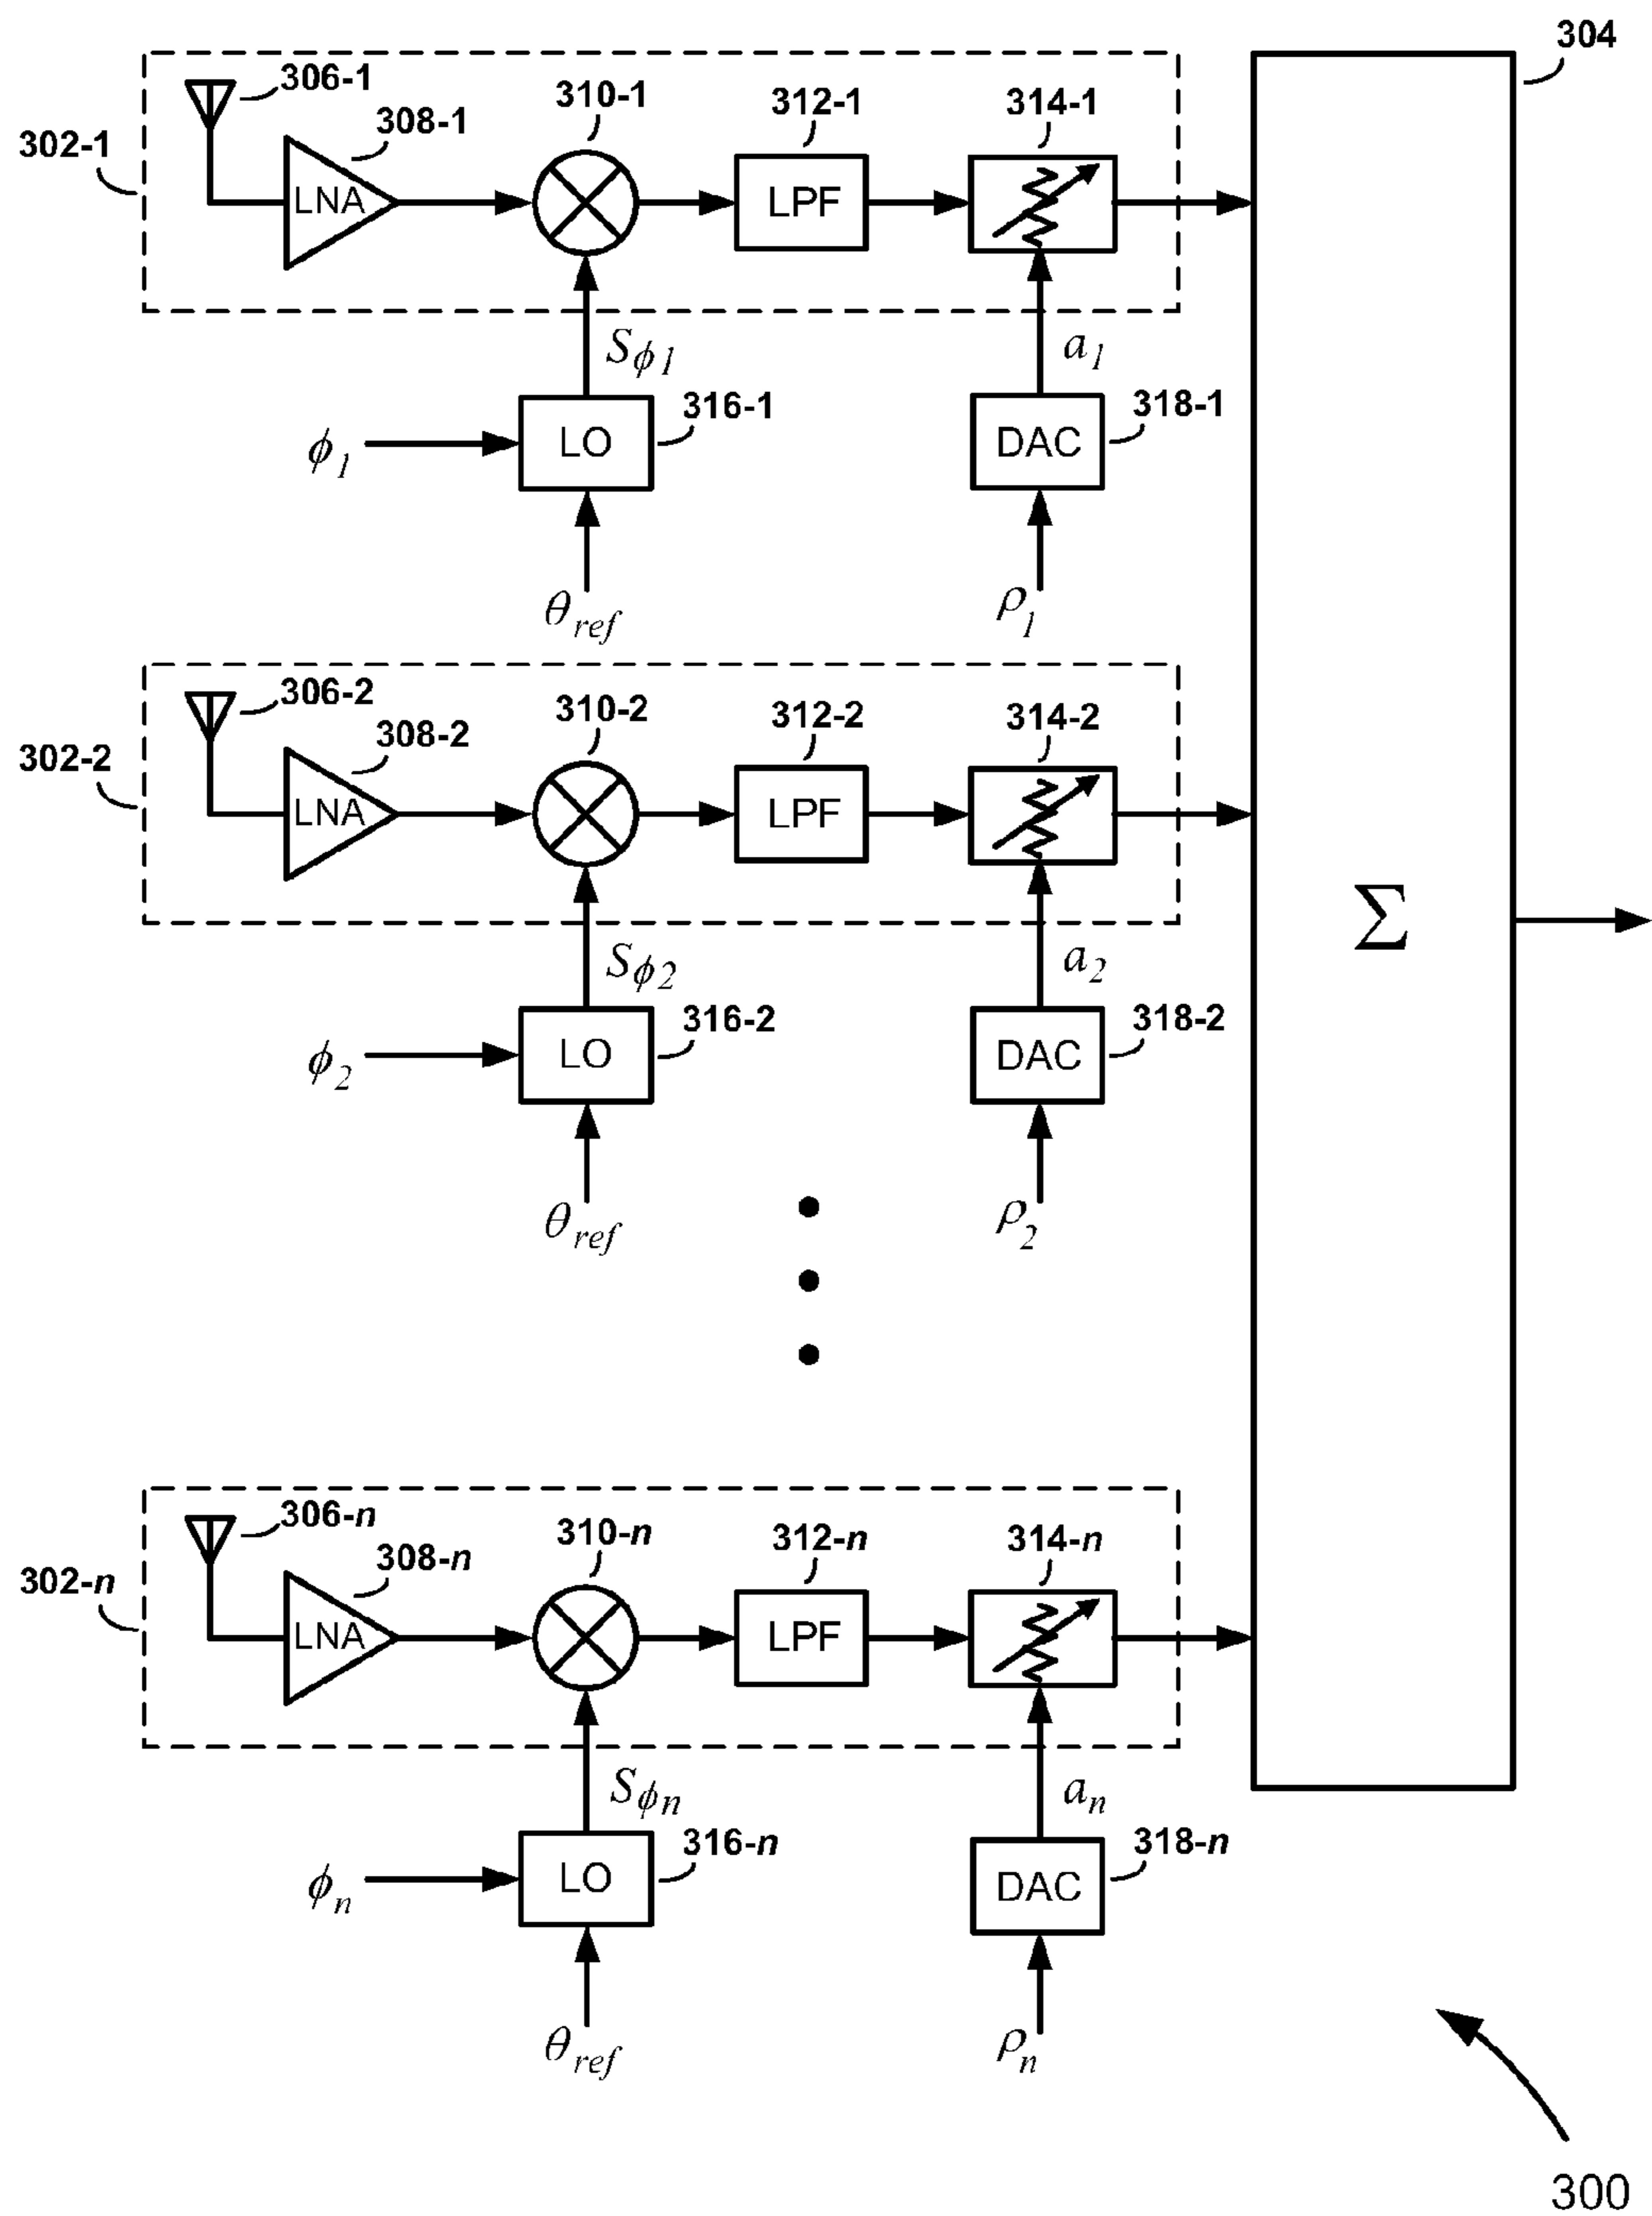 304
306-1
310-1
312-1
314-1
308-1
302-1
LNA
LPF
Sϕ1
a1
316-1
318-1
ϕ1
LO
DAC
θref
ρ1
306-2
310-2
312-2
314-2
308-2
302-2
LNA
LPF
Σ
Sϕ2
a2
316-2
318-2
ϕ2
LO
DAC
θref
ρ2
306-n
310-n
312-n
314-n
308-n
302-n
LNA
LPF
Sϕn
an
316-n
318-n
ϕn
LO
DAC
θref
ρn
300